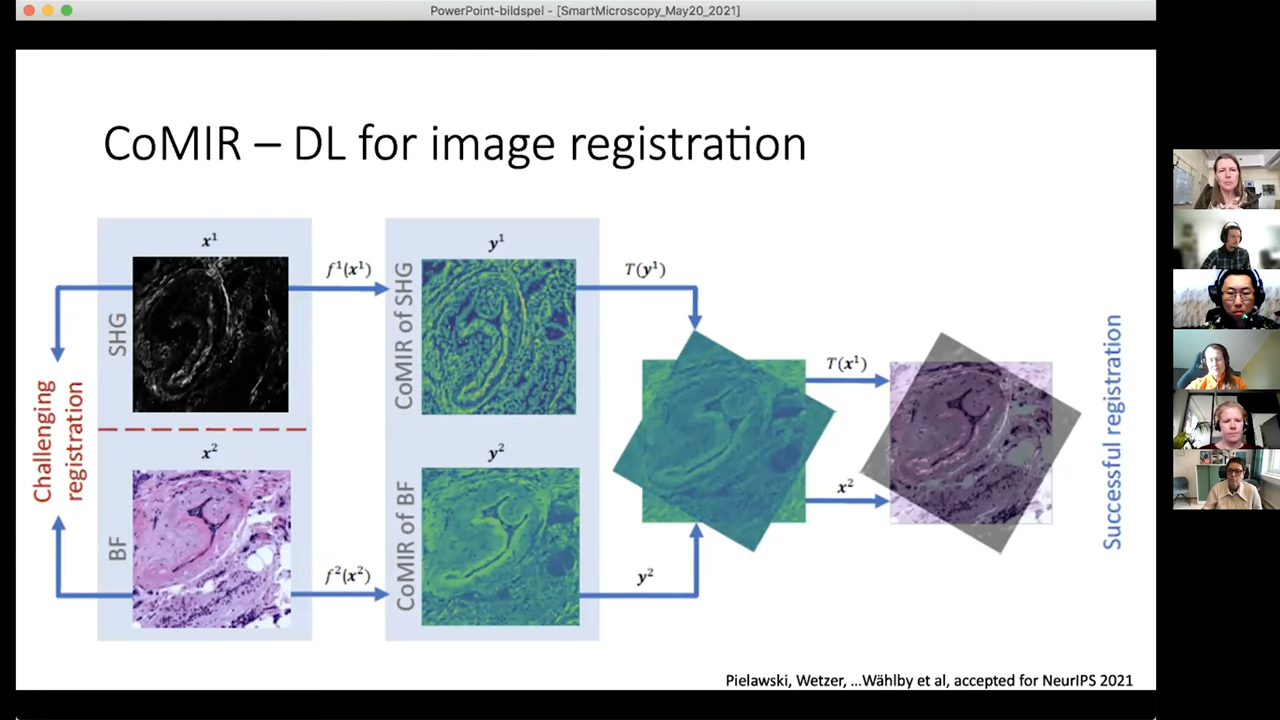 PowerPoint-bildspel - [SmartMicroscopy_May20_2021]
CoMIR – DL for image registration
Challenging
registration
SHG
x¹
f¹(x¹)
CoMIR of SHG
y¹
T(y¹)
BF
x²
f²(x²)
CoMIR of BF
y²
y²
T(x¹)
x²
Successful registration
Pielawski, Wetzer, ...Wählby et al, accepted for NeurIPS 2021